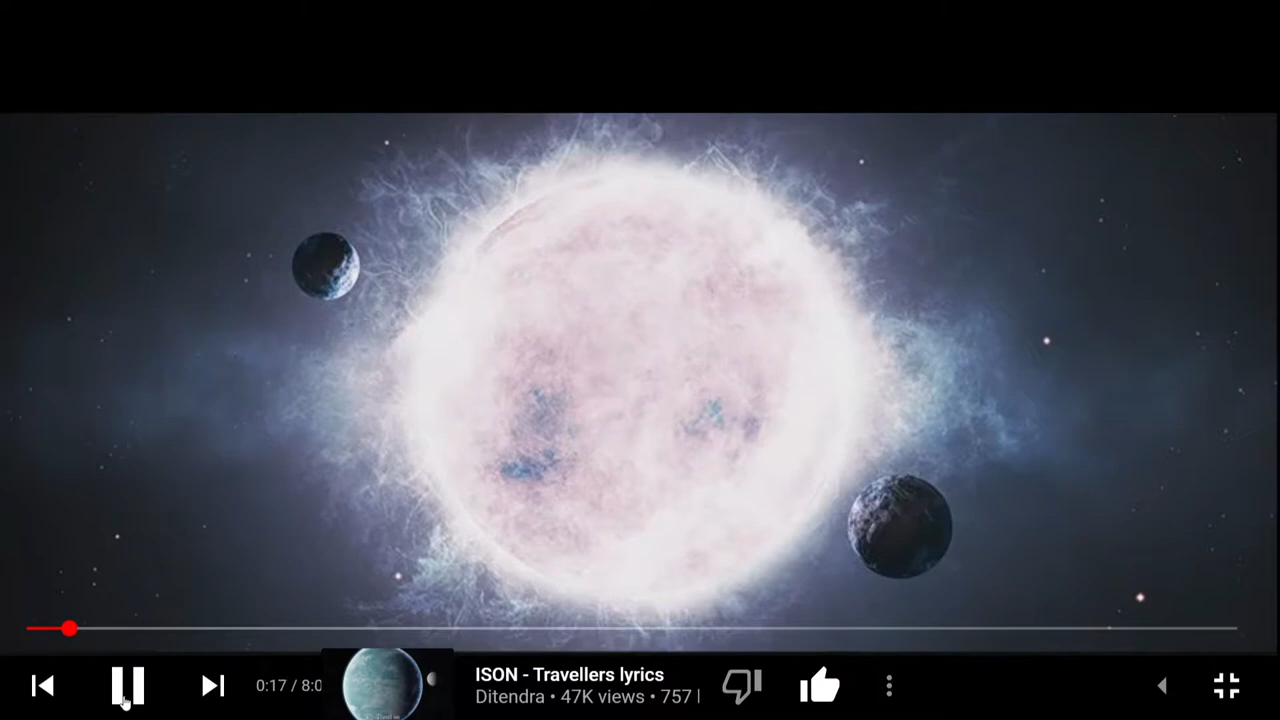 0:17 / 8:0
ISON - Travellers lyrics
Ditendra • 47K views • 757 l